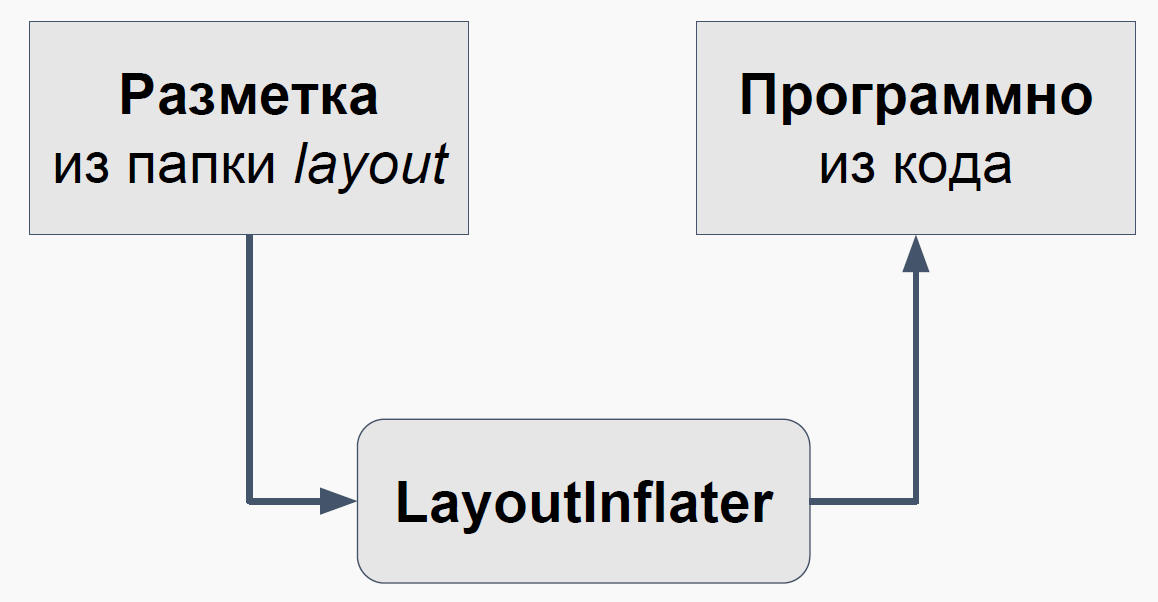 Разметка
из папки layout
Программно
из кода
LayoutInflater